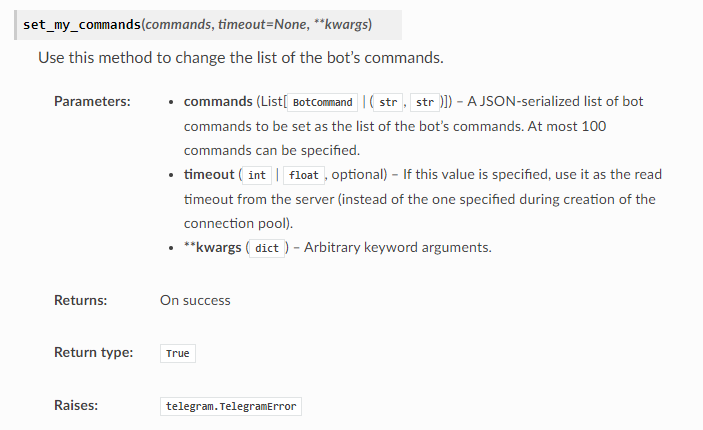 set_my_commands(commands, timeout=None, **kwargs)
Use this method to change the list of the bot’s commands.
Parameters:
• commands (List[ BotCommand | ( str , str )]) – A JSON-serialized list of bot
commands to be set as the list of the bot’s commands. At most 100
commands can be specified.
• timeout ( int | float , optional) – If this value is specified, use it as the read
timeout from the server (instead of the one specified during creation of the
connection pool).
• **kwargs ( dict ) – Arbitrary keyword arguments.
Returns: On success
Return type: True
Raises: telegram.TelegramError